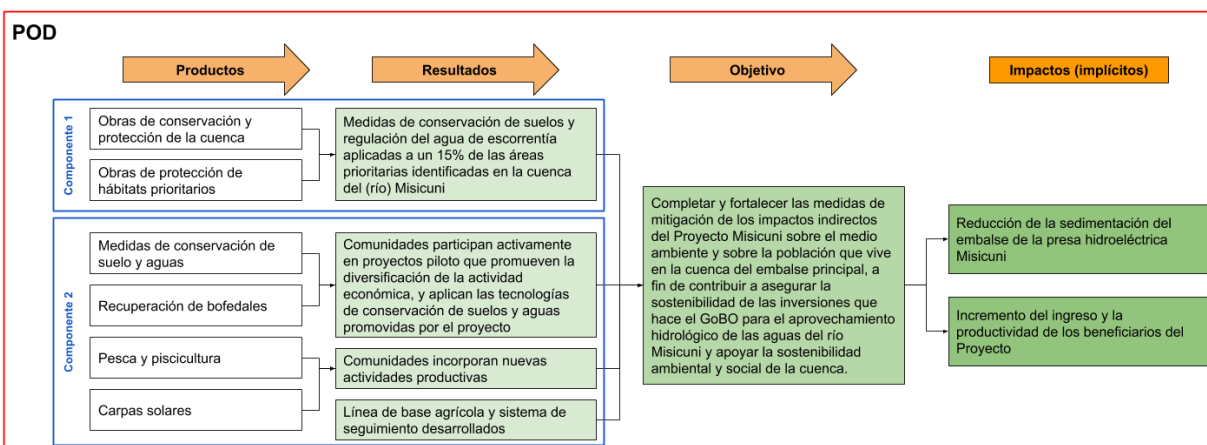 POD
Productos
Resultados
Objetivo
Impactos (implícitos)
Componente 1
Obras de conservación y
protección de la cuenca
Obras de protección de
hábitats prioritarios
Medidas de conservación de suelos y
regulación del agua de escorrentía
aplicadas a un 15% de las áreas
prioritarias identificadas en la cuenca
del (río) Misicuni
Componente 2
Medidas de conservación de
suelo y aguas
Recuperación de bofedales
Pesca y piscicultura
Carpas solares
Comunidades participan activamente
en proyectos piloto que promueven la
diversificación de la actividad
económica, y aplican las tecnologías
de conservación de suelos y aguas
promovidas por el proyecto
Comunidades incorporan nuevas
actividades productivas
Línea de base agrícola y sistema de
seguimiento desarrollados
Completar y fortalecer las medidas de
mitigación de los impactos indirectos
del Proyecto Misicuni sobre el medio
ambiente y sobre la población que vive
en la cuenca del embalse principal, a
fin de contribuir a asegurar la
sostenibilidad de las inversiones que
hace el GoBO para el aprovechamiento
hidrológico de las aguas del río
Misicuni y apoyar la sostenibilidad
ambiental y social de la cuenca.
Reducción de la sedimentación del
embalse de la presa hidroeléctrica
Misicuni
Incremento del ingreso y la
productividad de los beneficiarios del
Proyecto